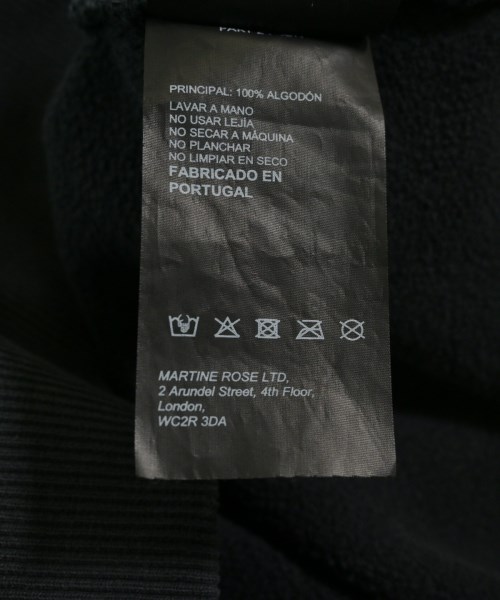 PRINCIPAL: 100% ALGODÓN
LAVAR A MANO
NO USAR LEJÍA
NO SECAR A MÁQUINA
NO PLANCHAR
NO LIMPIAR EN SECO
FABRICADO EN
PORTUGAL
MARTINE ROSE LTD,
2 Arundel Street, 4th Floor,
London,
WC2R 3DA